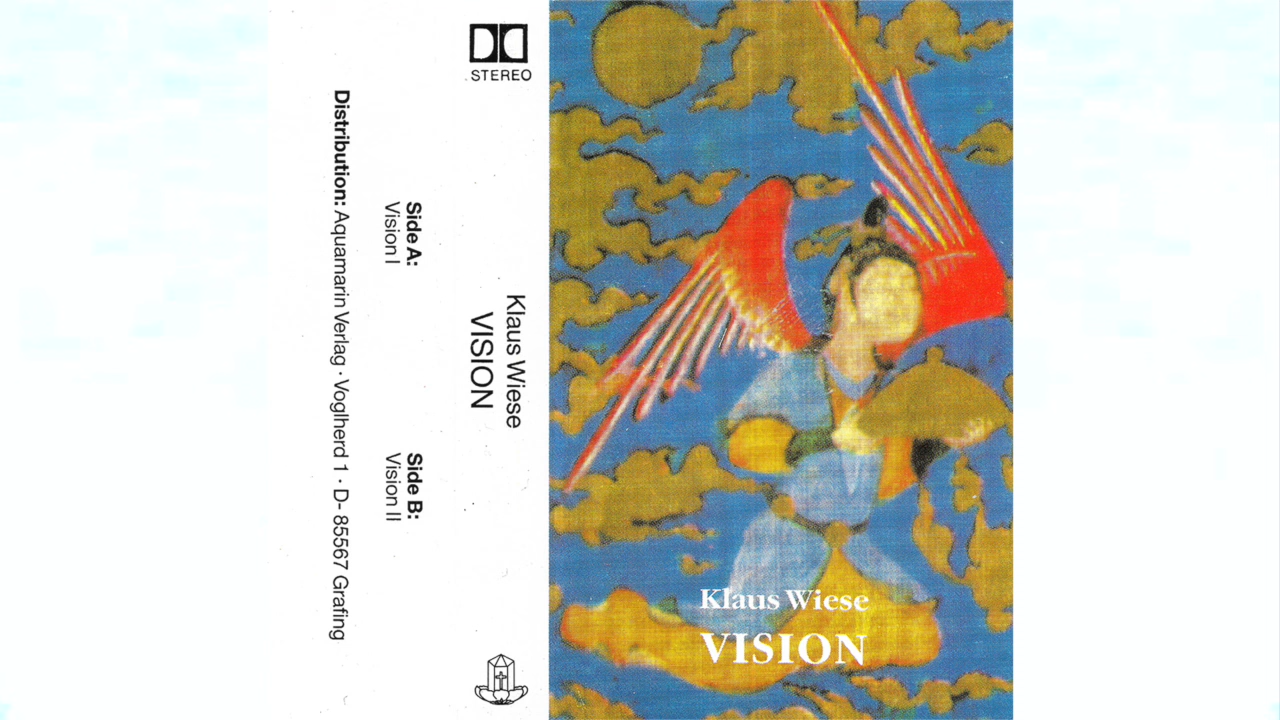 Distribution: Aquamarin Verlag · Voglherd 1 · D- 85567 Grafing
Side A:
Vision I
Side B:
Vision II
STEREO
Klaus Wiese
VISION
Klaus Wiese
VISION